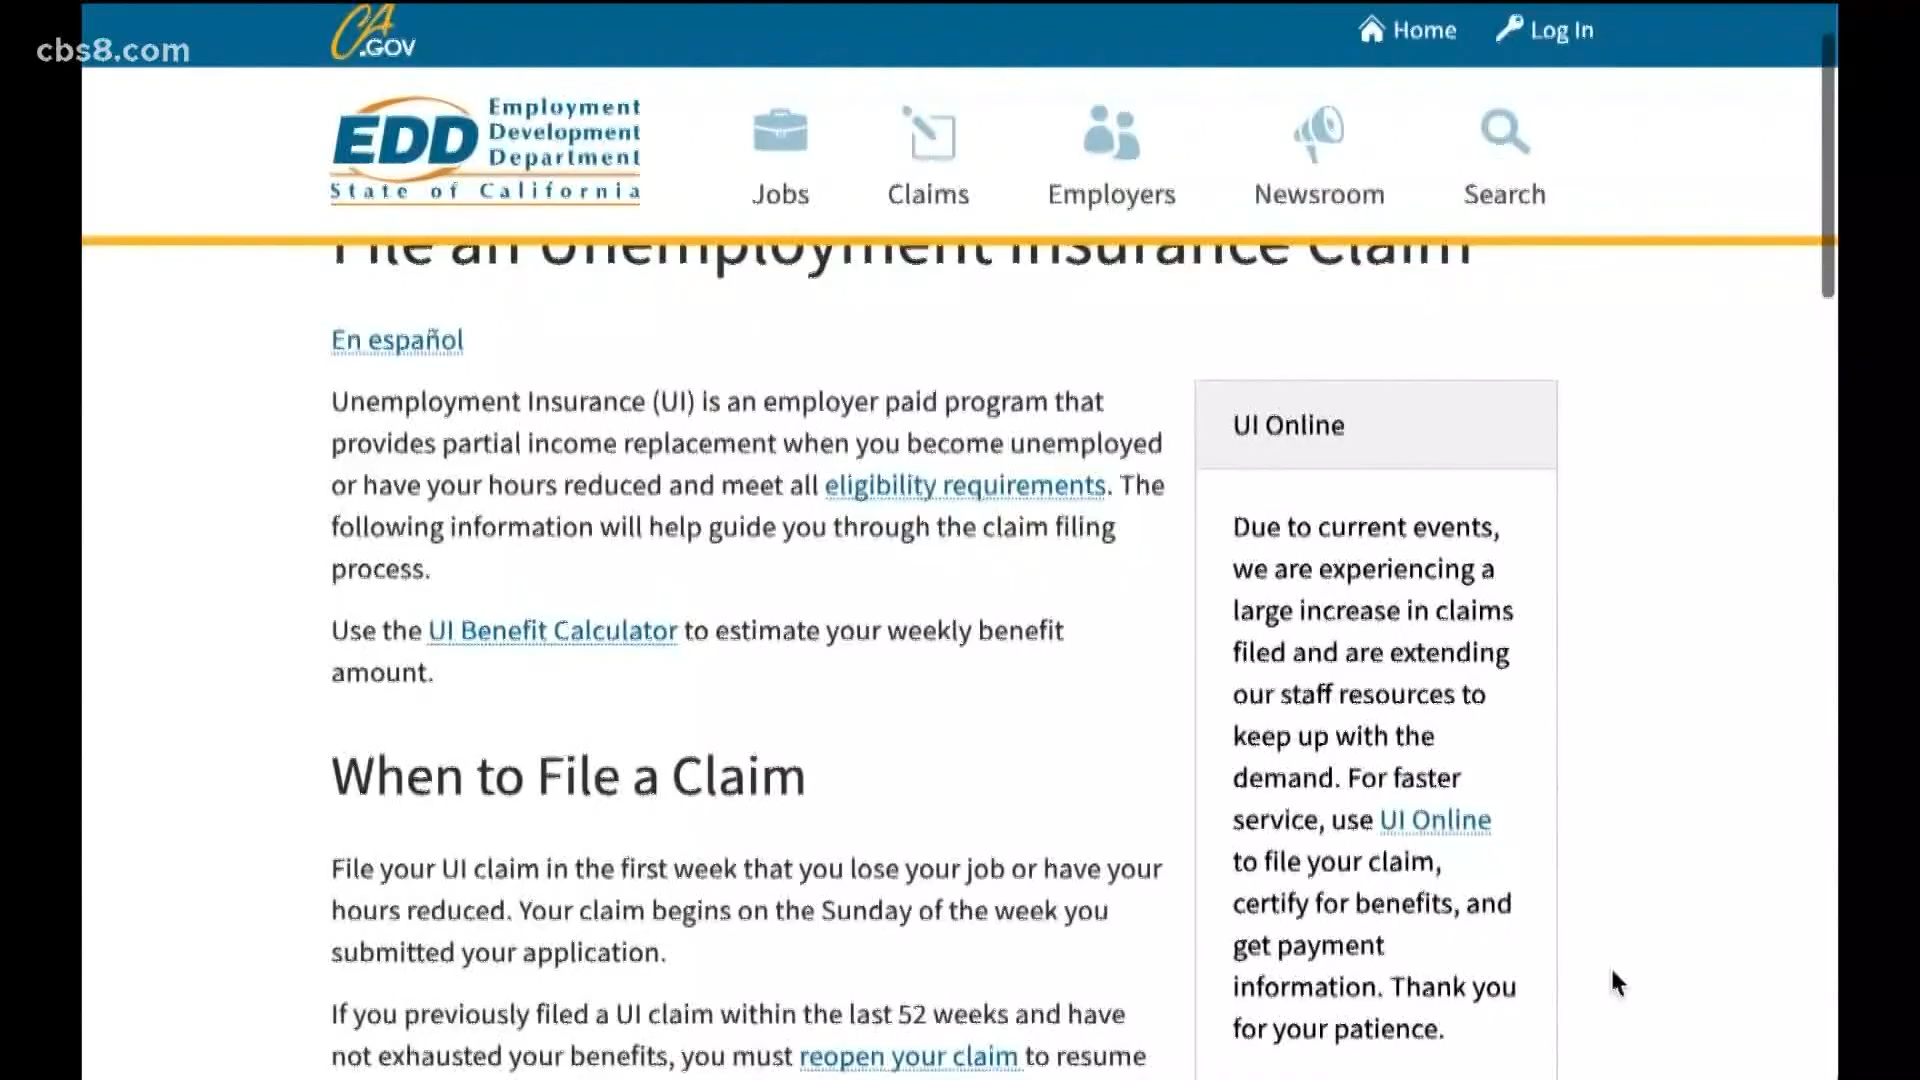 cbs8.com
CA.GOV
Home
Log In
EDD
Employment
Development
Department
State of California
Jobs
Claims
Employers
Newsroom
Search
File an Unemployment Insurance Claim
En español
Unemployment Insurance (UI) is an employer paid program that
provides partial income replacement when you become unemployed
or have your hours reduced and meet all eligibility requirements. The
following information will help guide you through the claim filing
process.
Use the UI Benefit Calculator to estimate your weekly benefit
amount.
When to File a Claim
File your UI claim in the first week that you lose your job or have your
hours reduced. Your claim begins on the Sunday of the week you
submitted your application.
If you previously filed a UI claim within the last 52 weeks and have
not exhausted your benefits, you must reopen your claim to resume
UI Online
Due to current events,
we are experiencing a
large increase in claims
filed and are extending
our staff resources to
keep up with the
demand. For faster
service, use UI Online
to file your claim,
certify for benefits, and
get payment
information. Thank you
for your patience.